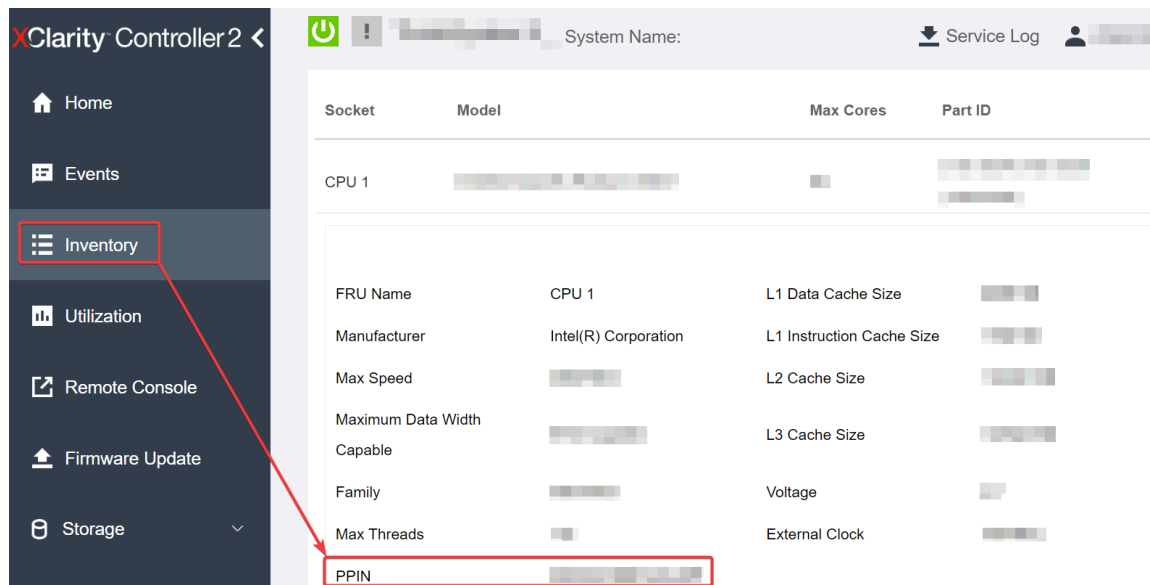 XClarity Controller 2
System Name:
Service Log
Home
Events
Inventory
Utilization
Remote Console
Firmware Update
Storage
Socket Model Max Cores Part ID
CPU 1
FRU Name CPU 1 L1 Data Cache Size
Manufacturer Intel(R) Corporation L1 Instruction Cache Size
Max Speed L2 Cache Size
Maximum Data Width
Capable
L3 Cache Size
Family Voltage
Max Threads External Clock
PPIN